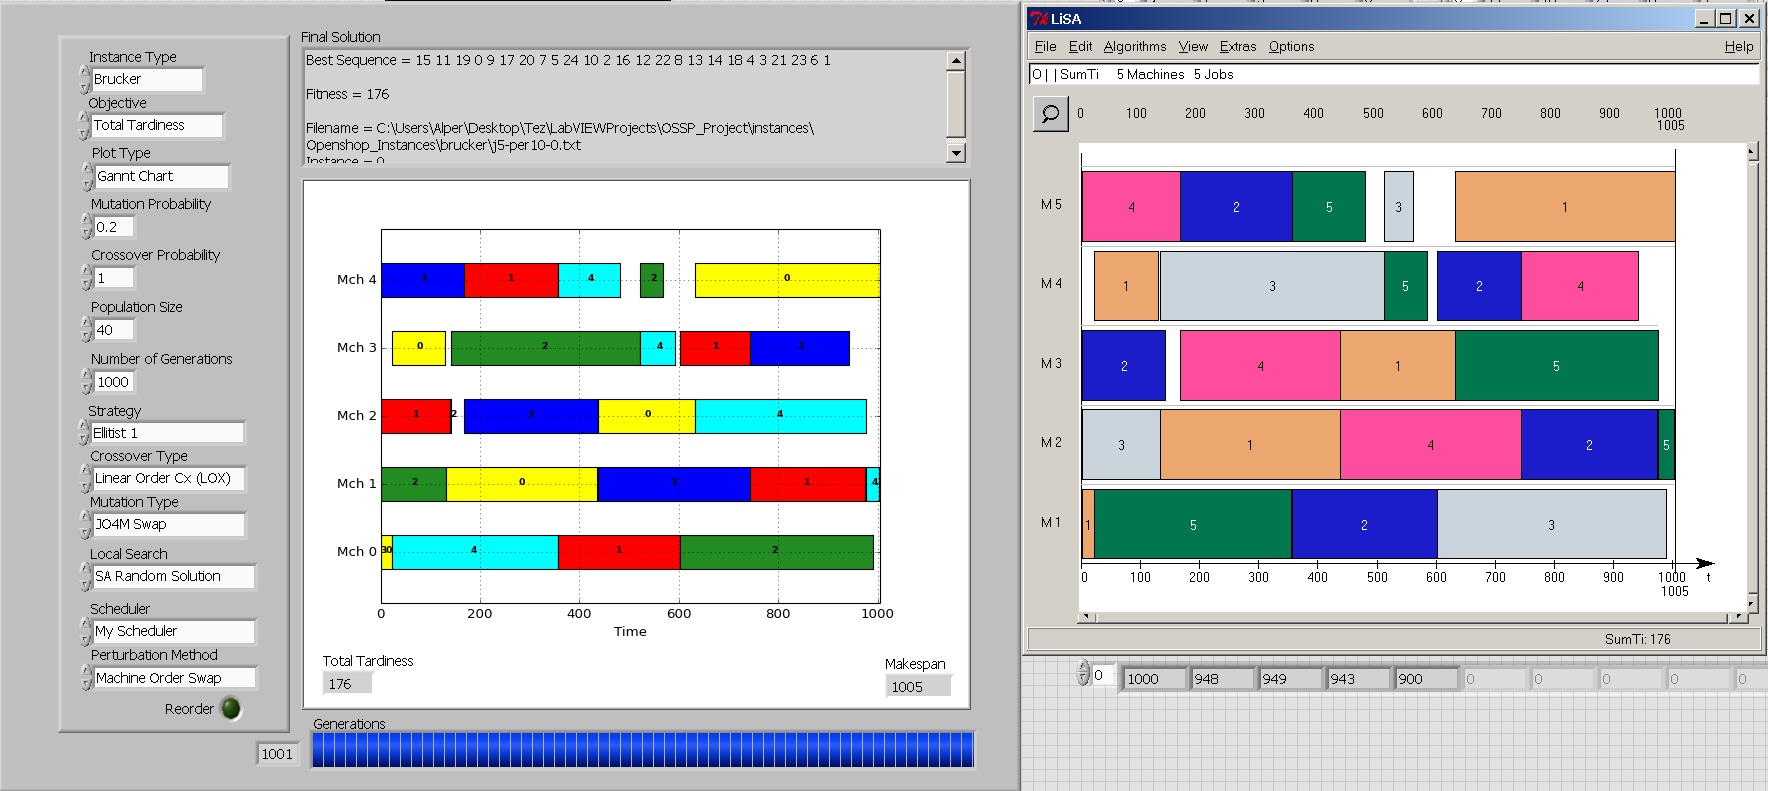 Instance Type
Brucker
Objective
Total Tardiness
Plot Type
Gannt Chart
Mutation Probability
0.2
Crossover Probability
1
Population Size
40
Number of Generations
1000
Strategy
Ellitist 1
Crossover Type
Linear Order Cx (LOX)
Mutation Type
JO4M Swap
Local Search
SA Random Solution
Scheduler
My Scheduler
Perturbation Method
Machine Order Swap
Reorder
1001
Final Solution
Best Sequence = 15 11 19 0 9 17 20 7 5 24 10 2 16 12 22 8 13 14 18 4 3 21 23 6 1
Fitness = 176
Filename = C:\Users\Alper\Desktop\Tez\LabVIEWProjects\OSSP_Project\instances\
Openshop_Instances\brucker\j5-per10-0.txt
Instance = 0
Mch 4 3 1 4 2 0
Mch 3 0 2 4 1 3
Mch 2 1 2 3 0 4
Mch 1 2 0 3 1 4
Mch 0 3 0 4 1 2
0 200 400 600 800 1000
Time
Total Tardiness
176
Makespan
1005
Generations
LiSA
File Edit Algorithms View Extras Options Help
O | | SumTi 5 Machines 5 Jobs
0 100 200 300 400 500 600 700 800 900 1000
1005
M 5 4 2 5 3 1
M 4 1 3 5 2 4
M 3 2 4 1 5
M 2 3 1 4 2 5
M 1 1 5 2 3
0 100 200 300 400 500 600 700 800 900 1000 t
1005
SumTi: 176
0 1000 948 949 943 900 0 0 0 0 0